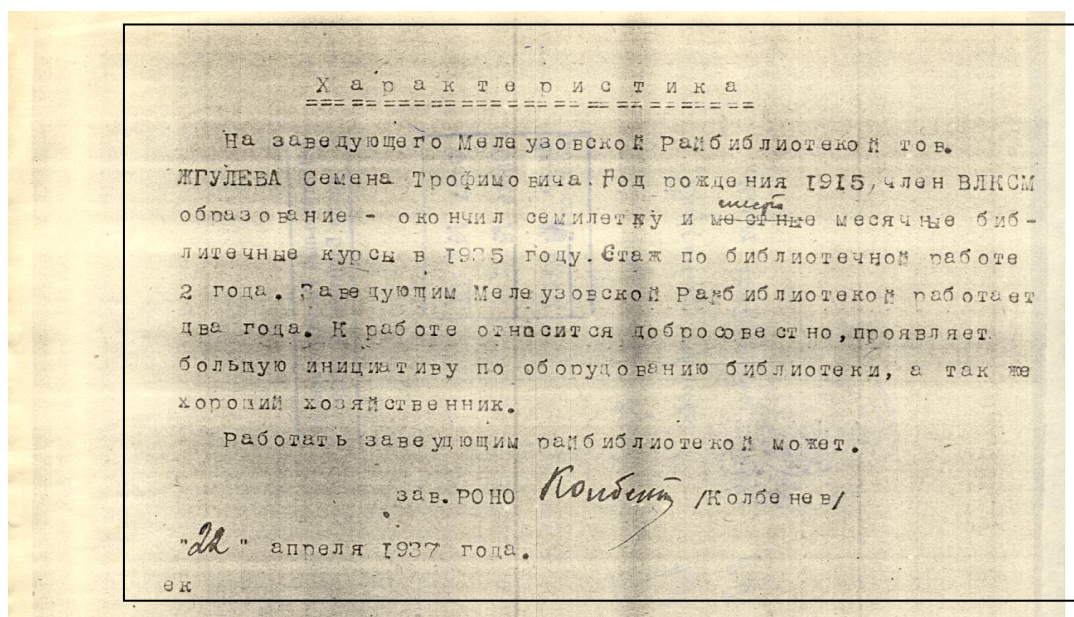 Характеристика
На заведующего Мелеузовской Райбиблиотекой тов.
ЖГУЛЕВА Семена Трофимовича. Год рождения 1915, член ВЛКСМ
образование - окончил семилетку и местные месячные биб-
литечные курсы в 1935 году. Стаж по библиотечной работе
2 года. Заведующим Мелеузовской Райбиблиотекой работает
два года. К работе относится добросовестно, проявляет
большую инициативу по оборудованию библиотеки, а так же
хороший хозяйственник.
Работать завеущющим райбиблиотекой может.
зав. РОНО /Колбенев/
"22" апреля 1937 года.
ек